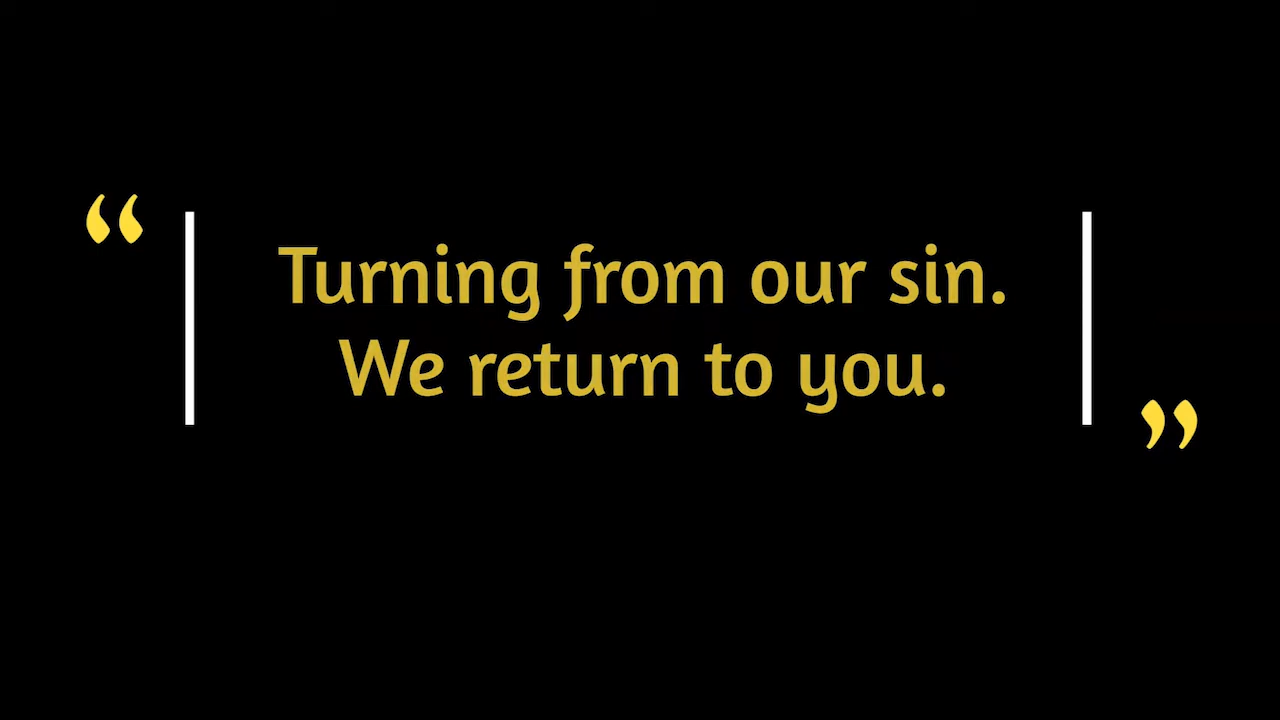 “
Turning from our sin.
We return to you.
”